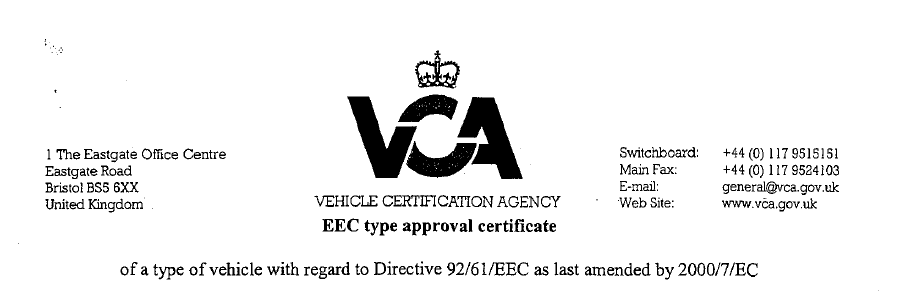 VCA
1 The Eastgate Office Centre
Eastgate Road
Bristol BS5 6XX
United Kingdom
VEHICLE CERTIFICATION AGENCY
Switchboard: +44 (0) 117 9515151
Main Fax: +44 (0) 117 9524103
E-mail: general@vca.gov.uk
Web Site: www.vca.gov.uk
EEC type approval certificate
of a type of vehicle with regard to Directive 92/61/EEC as last amended by 2000/7/EC